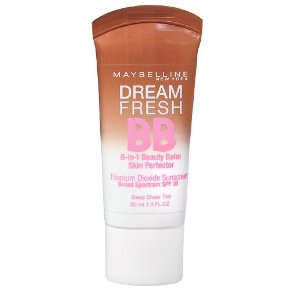 MAYBELLINE
NEW YORK
DREAM
FRESH
BB
8-in-1 Beauty Balm
Skin Perfector
Titanium Dioxide Sunscreen
Broad Spectrum SPF 30
Deep Sheer Tint
30 ml 1.0 FL OZ